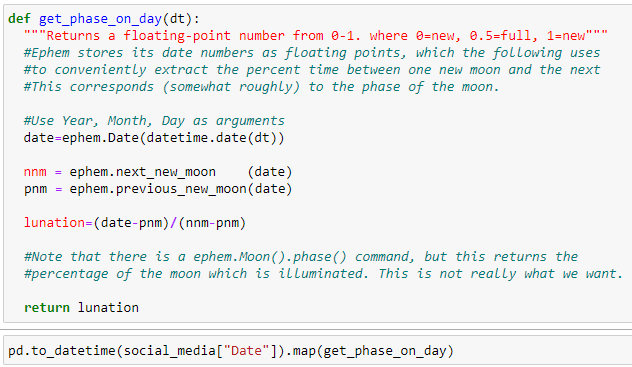 def get_phase_on_day(dt):
  """Returns a floating-point number from 0-1. where 0=new, 0.5=full, 1=new"""
  #Ephem stores its date numbers as floating points, which the following uses
  #to conveniently extract the percent time between one new moon and the next
  #This corresponds (somewhat roughly) to the phase of the moon.
  #Use Year, Month, Day as arguments
  date=ephem.Date(datetime.date(dt))
  nnm = ephem.next_new_moon    (date)
  pnm = ephem.previous_new_moon(date)
  lunation=(date-pnm)/(nnm-pnm)
  #Note that there is a ephem.Moon().phase() command, but this returns the
  #percentage of the moon which is illuminated. This is not really what we want.
  return lunation
pd.to_datetime(social_media["Date"]).map(get_phase_on_day)